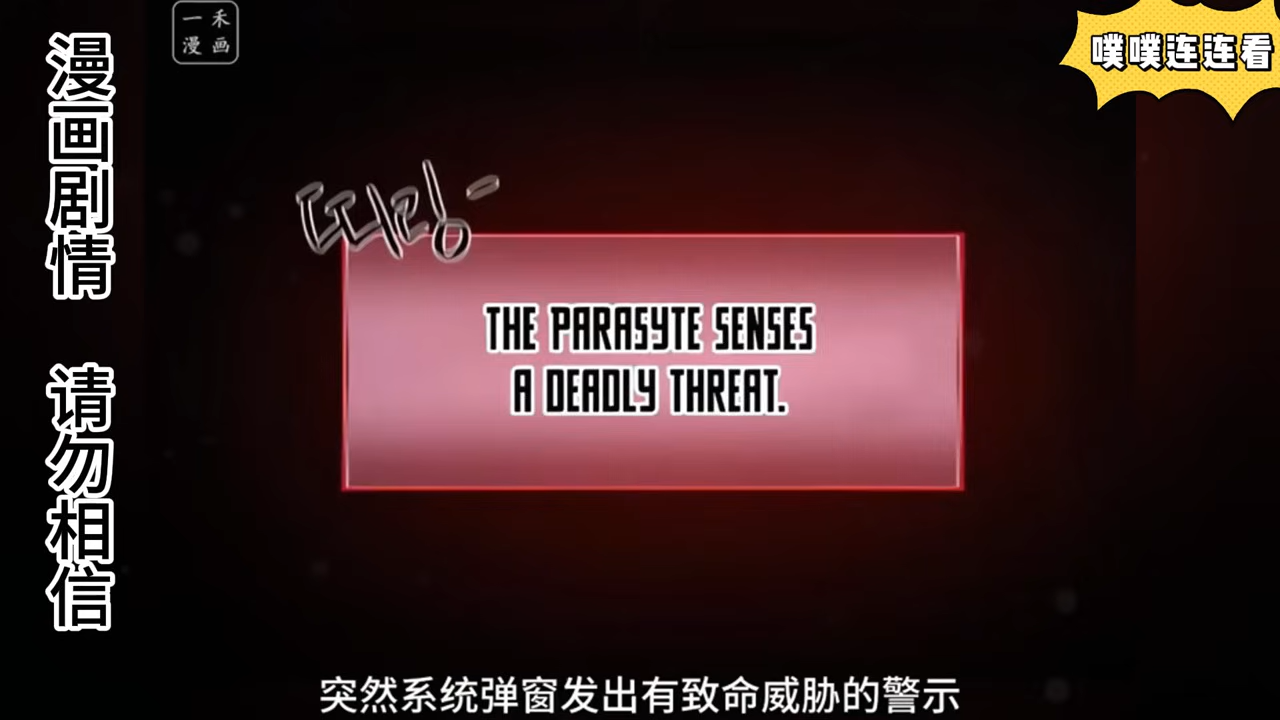 一禾
漫画
噗噗连连看
漫画剧情 请勿相信
띠링-
THE PARASYTE SENSES
A DEADLY THREAT.
突然系统弹窗发出有致命威胁的警示